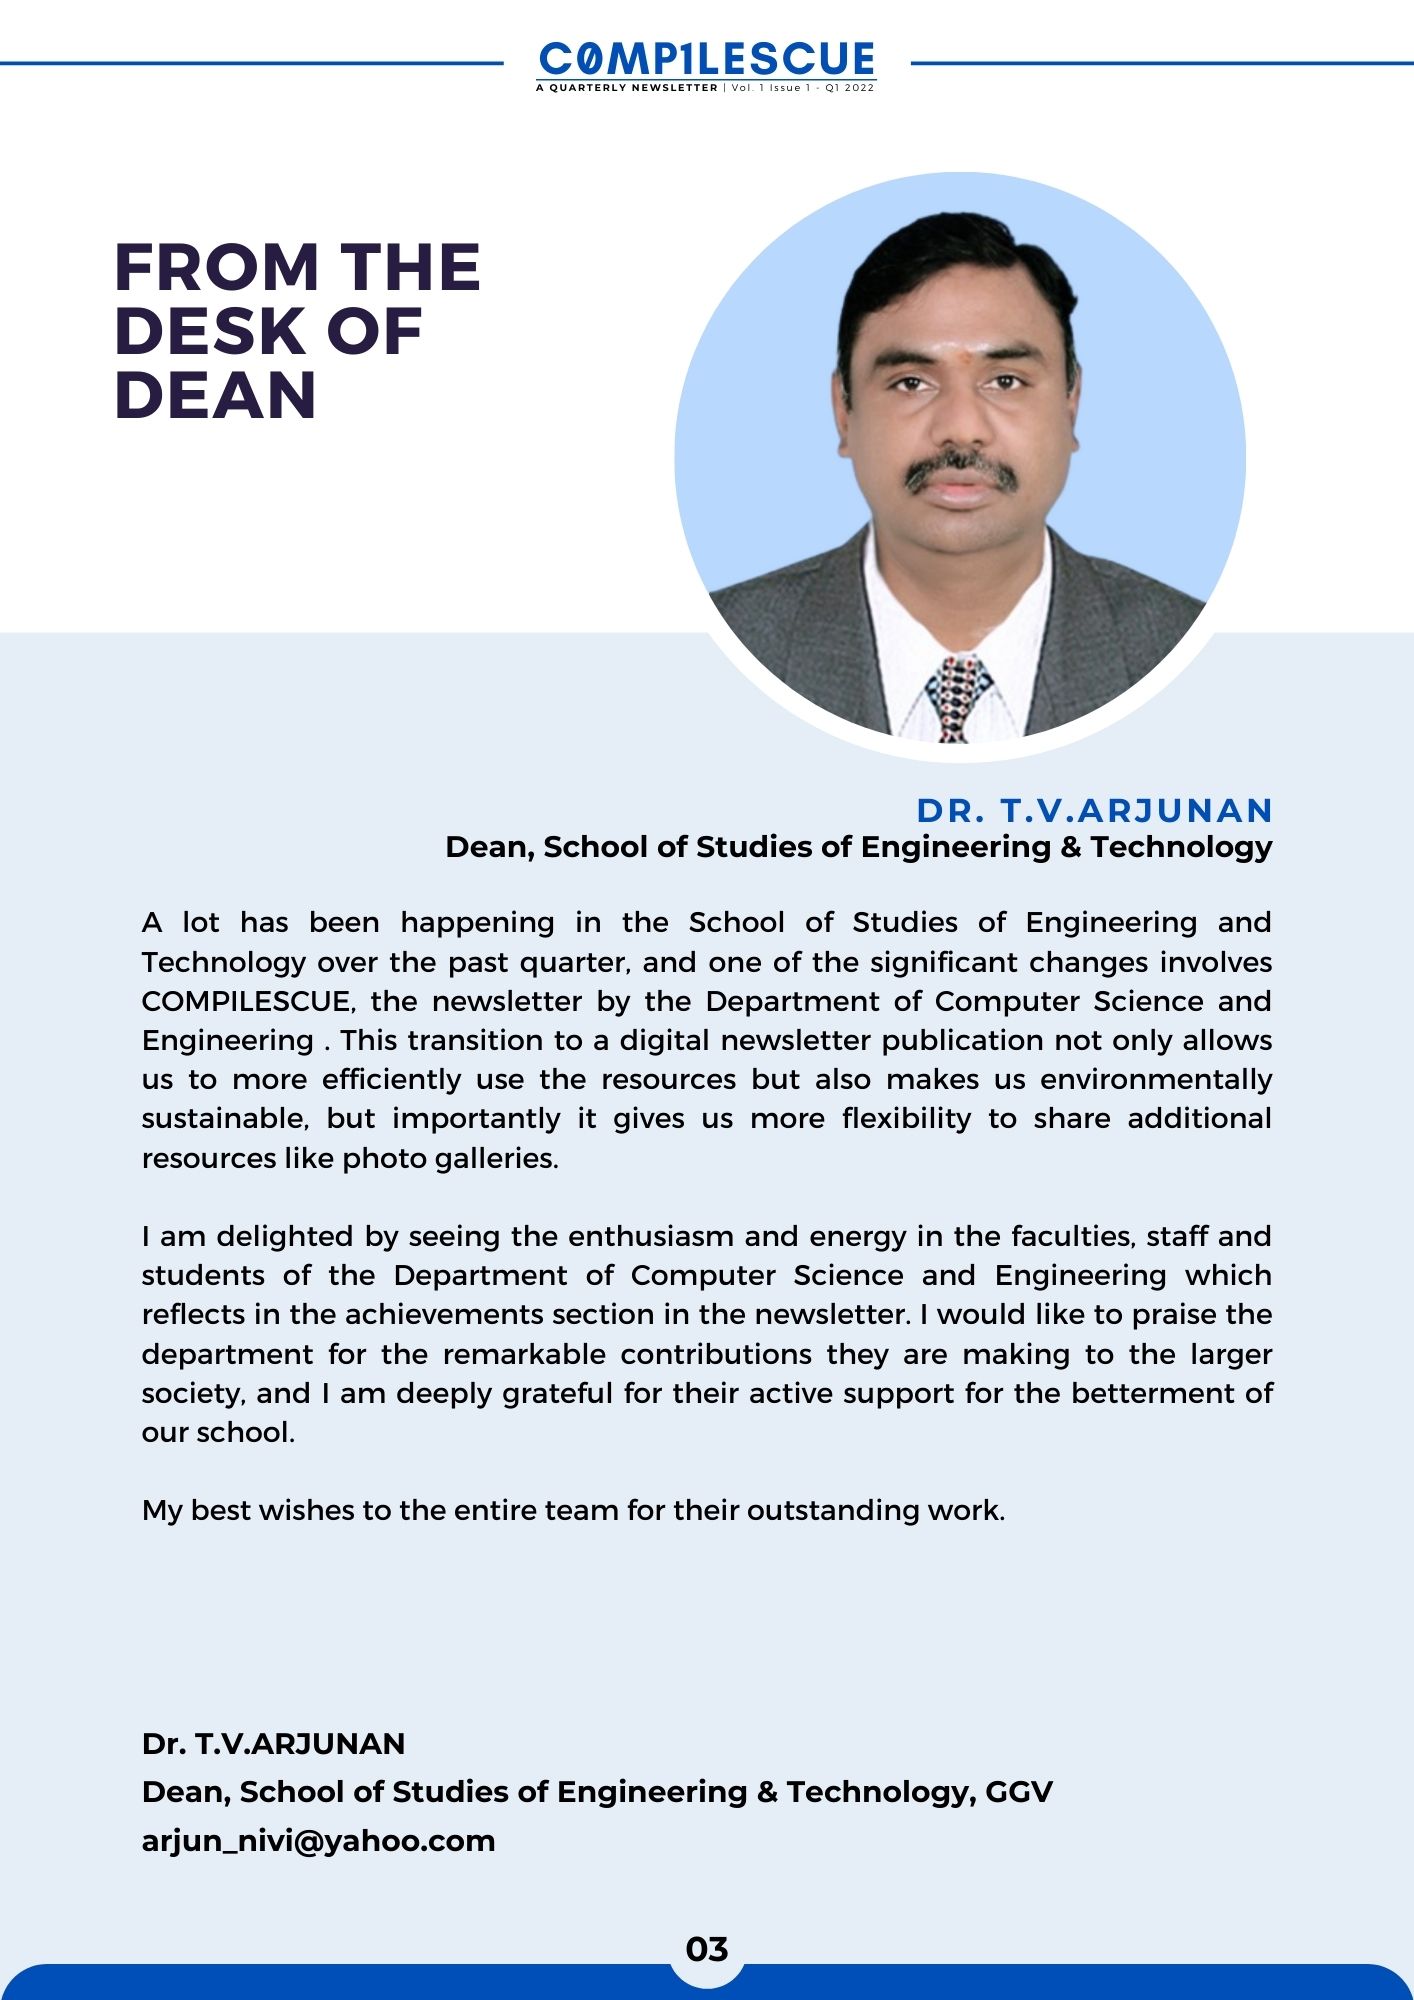 C0MP1LESCUE
A QUARTERLY NEWSLETTER | Vol. 1 Issue 1 - Q1 2022
FROM THE
DESK OF
DEAN
DR. T.V.ARJUNAN
Dean, School of Studies of Engineering & Technology
A lot has been happening in the School of Studies of Engineering and
Technology over the past quarter, and one of the significant changes involves
COMPILESCUE, the newsletter by the Department of Computer Science and
Engineering . This transition to a digital newsletter publication not only allows
us to more efficiently use the resources but also makes us environmentally
sustainable, but importantly it gives us more flexibility to share additional
resources like photo galleries.
I am delighted by seeing the enthusiasm and energy in the faculties, staff and
students of the Department of Computer Science and Engineering which
reflects in the achievements section in the newsletter. I would like to praise the
department for the remarkable contributions they are making to the larger
society, and I am deeply grateful for their active support for the betterment of
our school.
My best wishes to the entire team for their outstanding work.
Dr. T.V.ARJUNAN
Dean, School of Studies of Engineering & Technology, GGV
arjun_nivi@yahoo.com
03